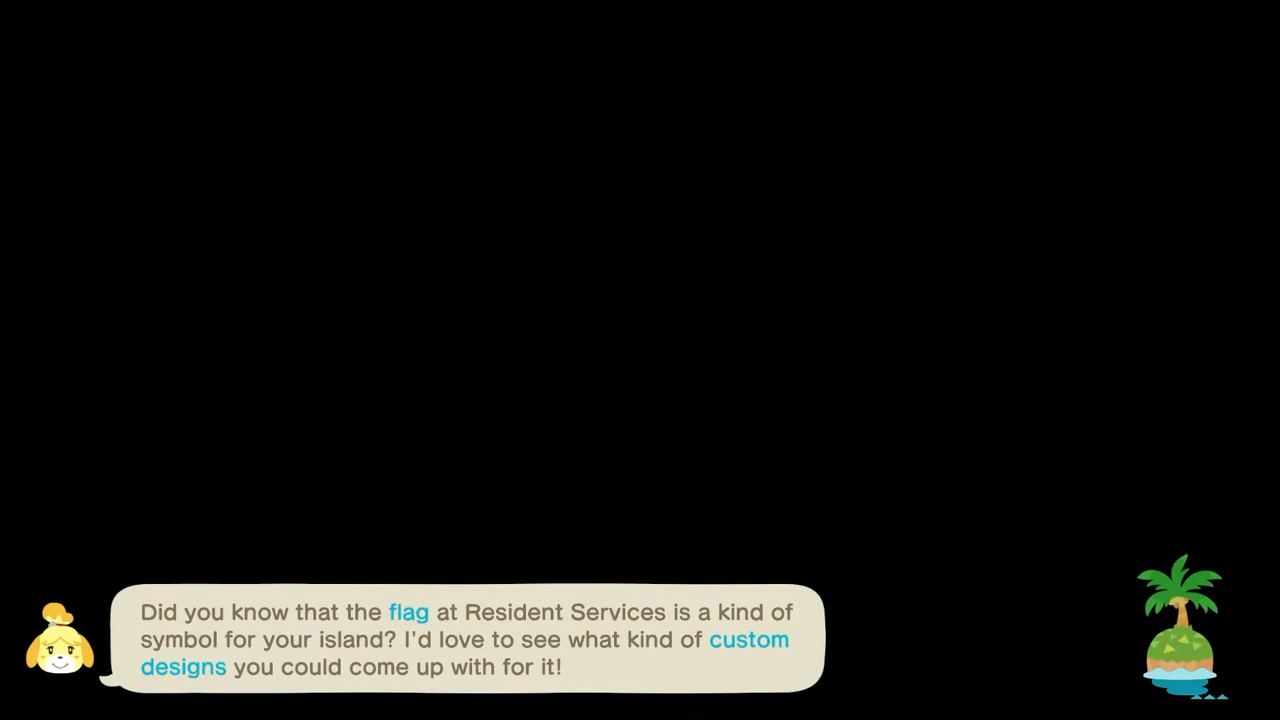 Did you know that the flag at Resident Services is a kind of
symbol for your island? I'd love to see what kind of custom
designs you could come up with for it!